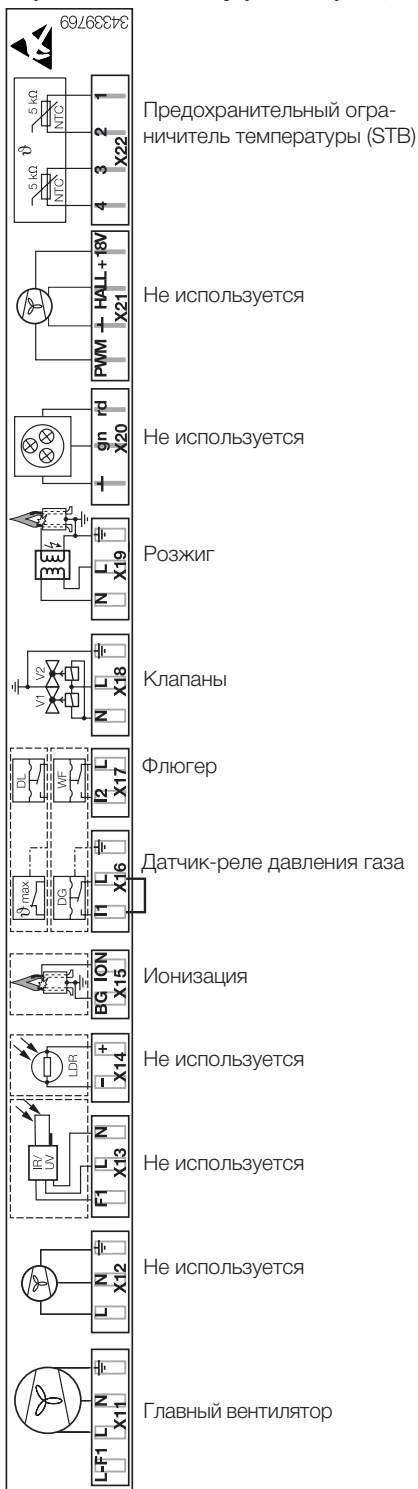 34339769
5 kΩ
NTC
ϑ
5 kΩ
NTC
1
2
3
4
X22
Предохранительный огра-
ничитель температуры (STB)
+ 18V
HALL
PWM
X21
Не используется
rd
gn
X20
Не используется
L
N
X19
Розжиг
V2
V1
L
N
X18
Клапаны
DL
WF
L
I2
X17
Флюгер
ϑ max
DG
L
I1
X16
Датчик-реле давления газа
ION
BG
X15
Ионизация
LDR
+
–
X14
Не используется
IR/
UV
N
L
F1
X13
Не используется
N
L
X12
Не используется
N
L
L-F1
X11
Главный вентилятор